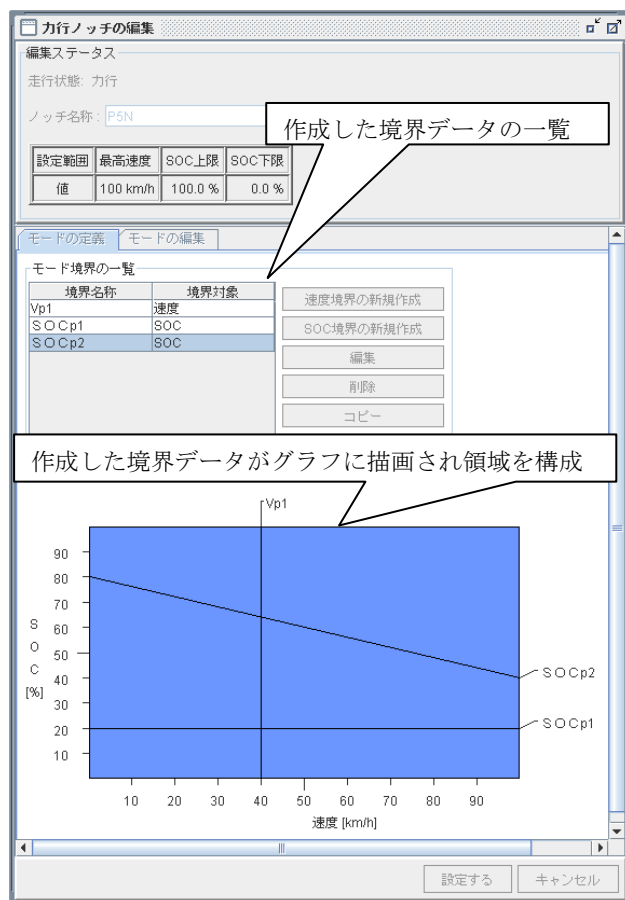 力行ノッチの編集
編集ステータス
走行状態: 力行
ノッチ名称: P5N
作成した境界データの一覧
設定範囲 最高速度 SOC上限 SOC下限
値 100 km/h 100.0 % 0.0 %
モードの定義 モードの編集
モード境界の一覧
境界名称 境界対象
Vp1 速度
ＳＯＣp1 SOC
ＳＯＣp2 SOC
速度境界の新規作成
SOC境界の新規作成
編集
削除
コピー
作成した境界データがグラフに描画され領域を構成
Vp1
90
80
70
60
50
40
30
20
10
SOC
[%]
ＳＯＣp2
ＳＯＣp1
10 20 30 40 50 60 70 80 90
速度 [km/h]
設定する キャンセル